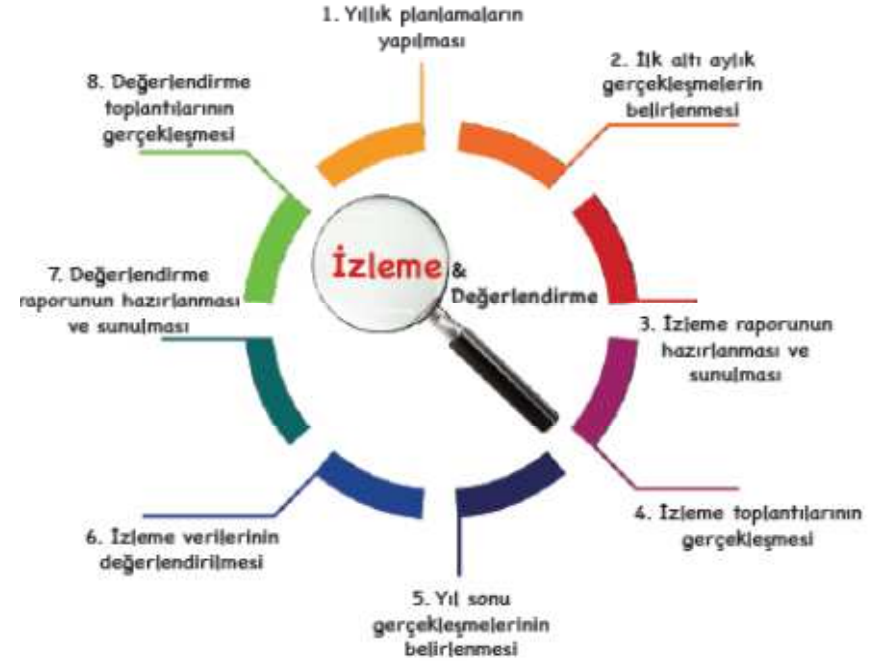 1. Yıllık planlamaların
yapılması
2. İlk altı aylık
gerçekleşmelerin
belirlenmesi
3. İzleme raporunun
hazırlanması ve
sunulması
4. İzleme toplantılarının
gerçekleşmesi
5. Yıl sonu
gerçekleşmelerinin
belirlenmesi
6. İzleme verilerinin
değerlendirilmesi
7. Değerlendirme
raporunun hazırlanması
ve sunulması
8. Değerlendirme
toplantılarının
gerçekleşmesi
İzleme &
Değerlendirme